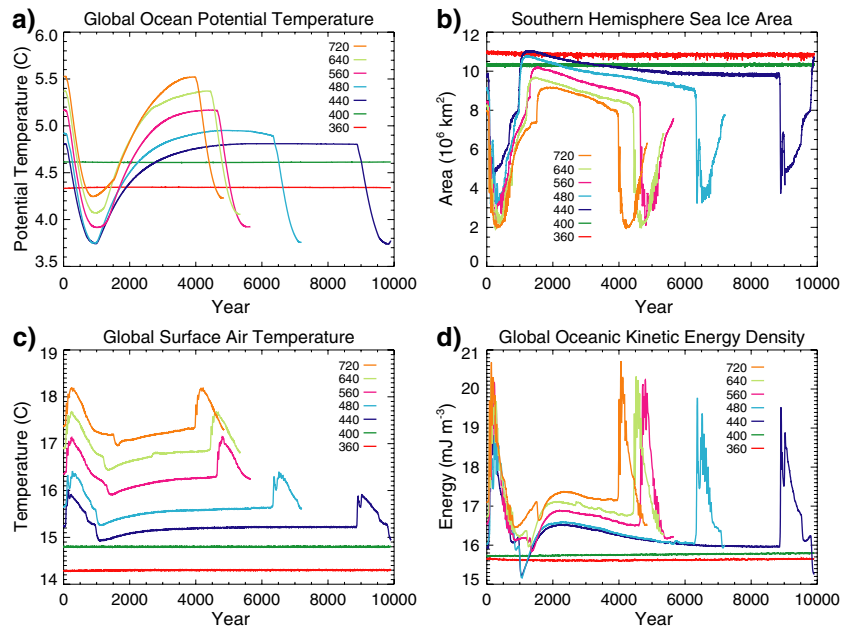 a)
Global Ocean Potential Temperature
Potential Temperature (C)
6.0
5.5
5.0
4.5
4.0
3.5
720
640
560
480
440
400
360
0 2000 4000 6000 8000 10000
Year
b)
Southern Hemisphere Sea Ice Area
Area (10⁶ km²)
12
10
8
6
4
2
0
720
640
560
480
440
400
360
0 2000 4000 6000 8000 10000
Year
c)
Global Surface Air Temperature
Temperature (C)
19
18
17
16
15
14
720
640
560
480
440
400
360
0 2000 4000 6000 8000 10000
Year
d)
Global Oceanic Kinetic Energy Density
Energy (mJ m⁻³)
21
20
19
18
17
16
15
720
640
560
480
440
400
360
0 2000 4000 6000 8000 10000
Year